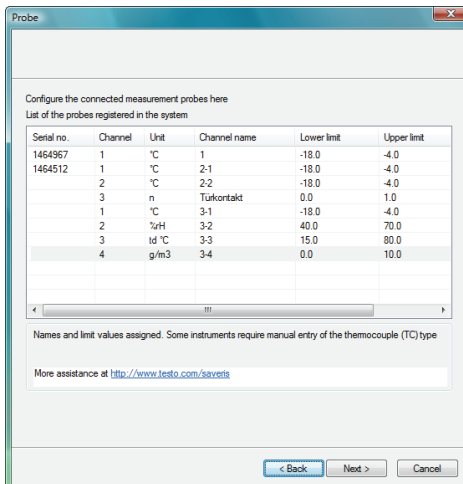 Probe
Configure the connected measurement probes here
List of the probes registered in the system
Serial no. Channel Unit Channel name Lower limit Upper limit
1464967 1 °C 1 -18.0 -4.0
1464512 1 °C 2-1 -18.0 -4.0
2 °C 2-2 -18.0 -4.0
3 n Türkontakt 0.0 1.0
1 °C 3-1 -18.0 -4.0
2 %rH 3-2 40.0 70.0
3 td °C 3-3 15.0 80.0
4 g/m3 3-4 0.0 10.0
Names and limit values assigned. Some instruments require manual entry of the thermocouple (TC) type
More assistance at http://www.testo.com/saveris
< Back Next > Cancel